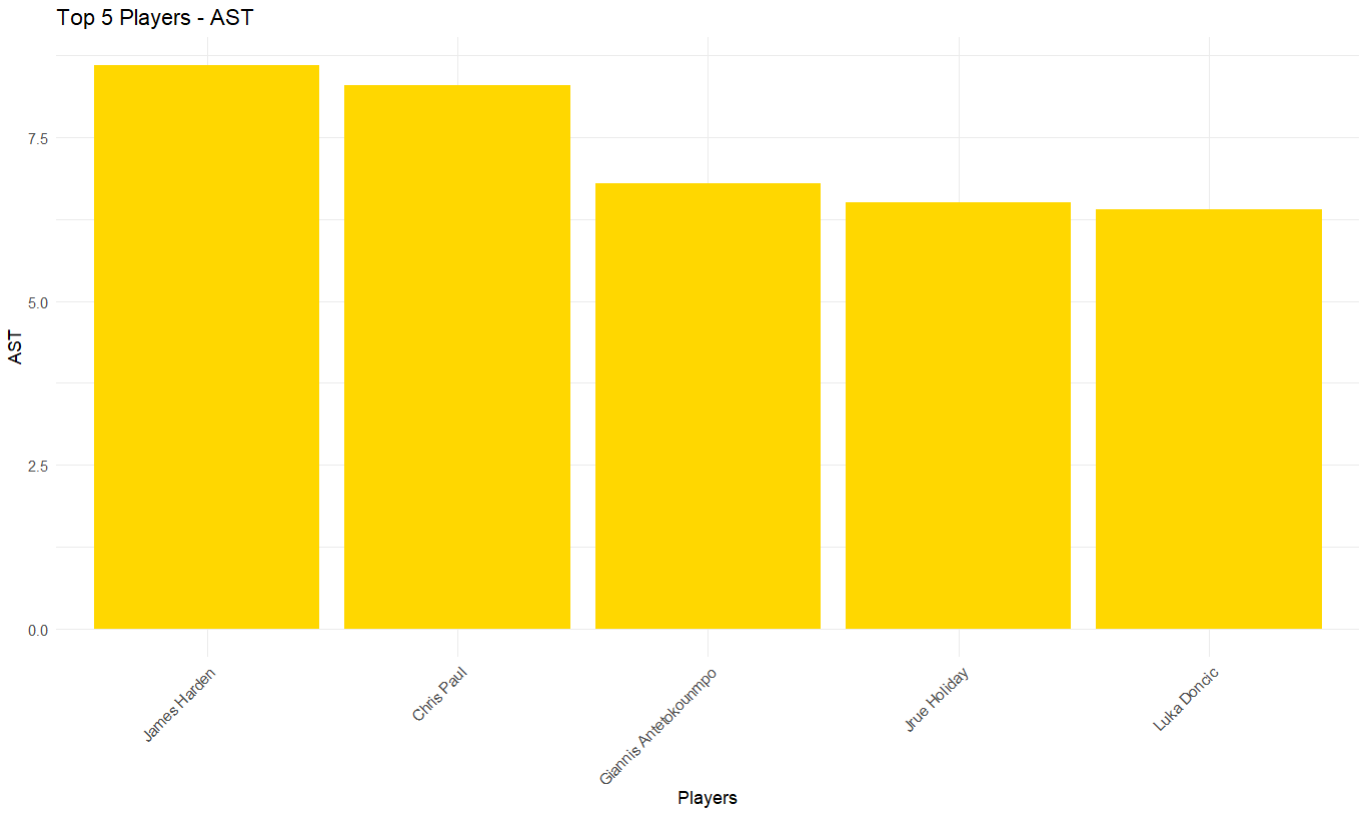 Top 5 Players - AST
7.5
5.0
2.5
0.0
AST
James Harden
Chris Paul
Giannis Antetokounmpo
Jrue Holiday
Luka Doncic
Players